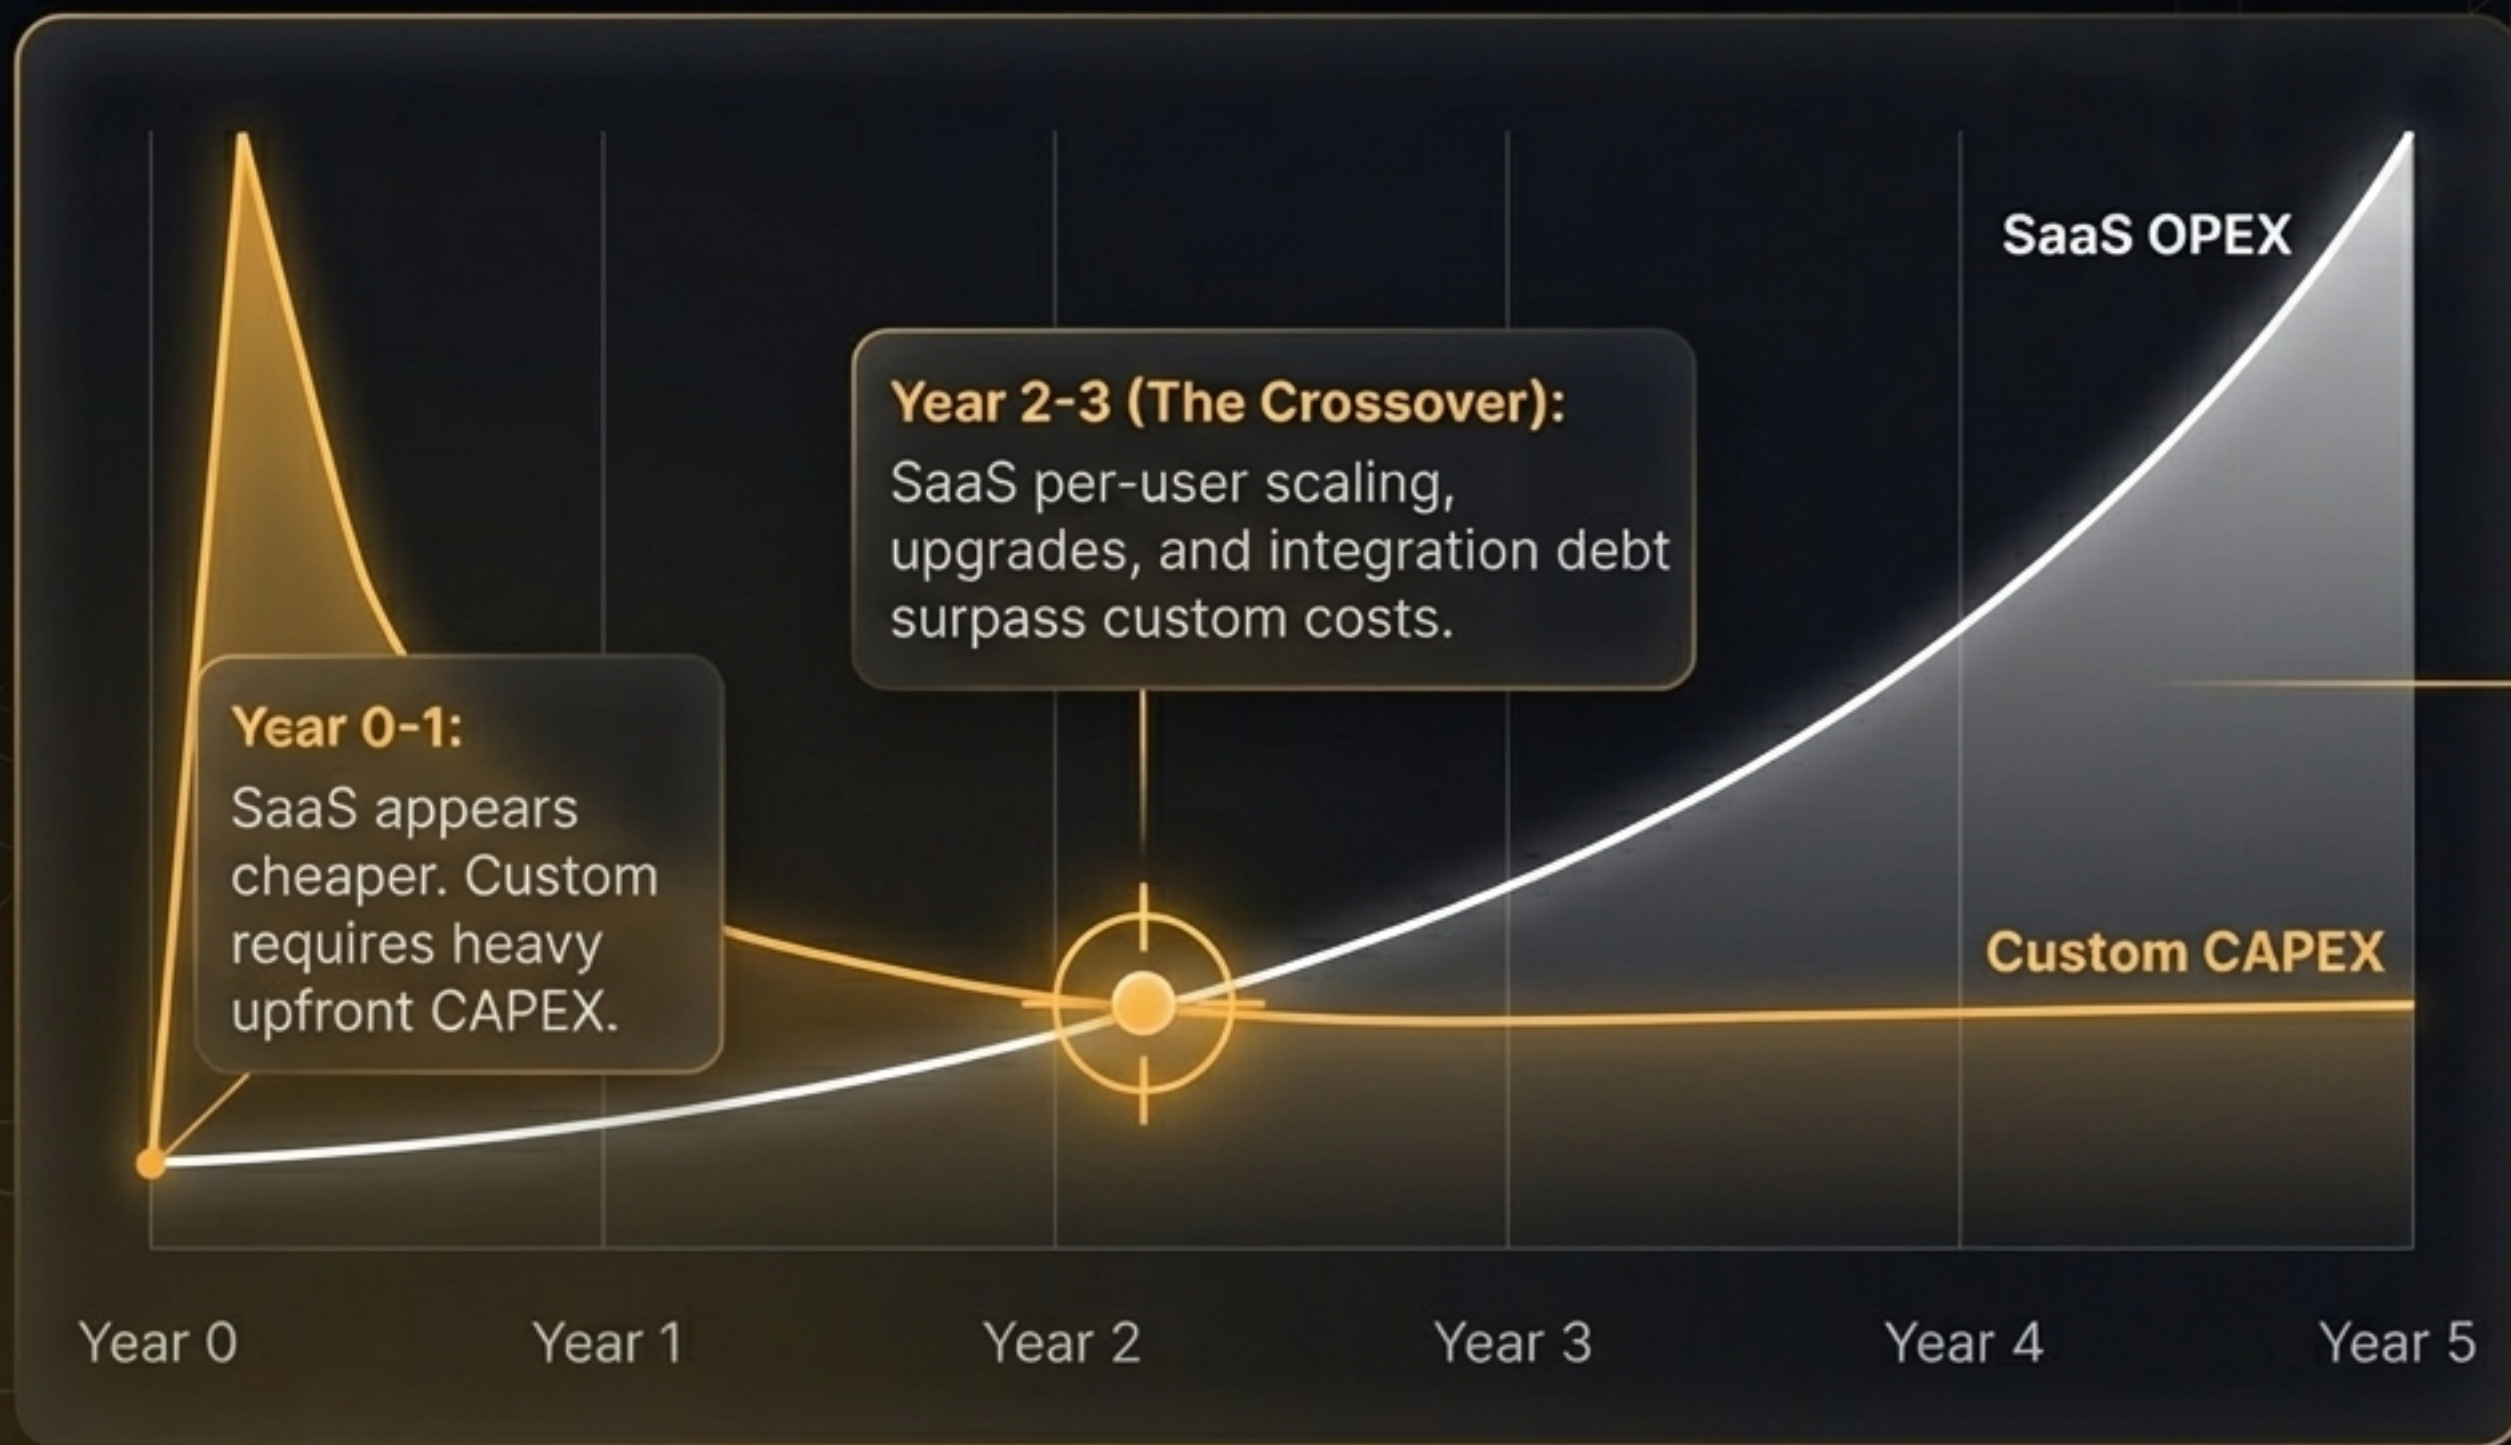 SaaS OPEX
Year 2-3 (The Crossover):
SaaS per-user scaling,
upgrades, and integration debt
surpass custom costs.
Year 0-1:
SaaS appears
cheaper. Custom
requires heavy
upfront CAPEX.
Custom CAPEX
Year 0
Year 1
Year 2
Year 3
Year 4
Year 5